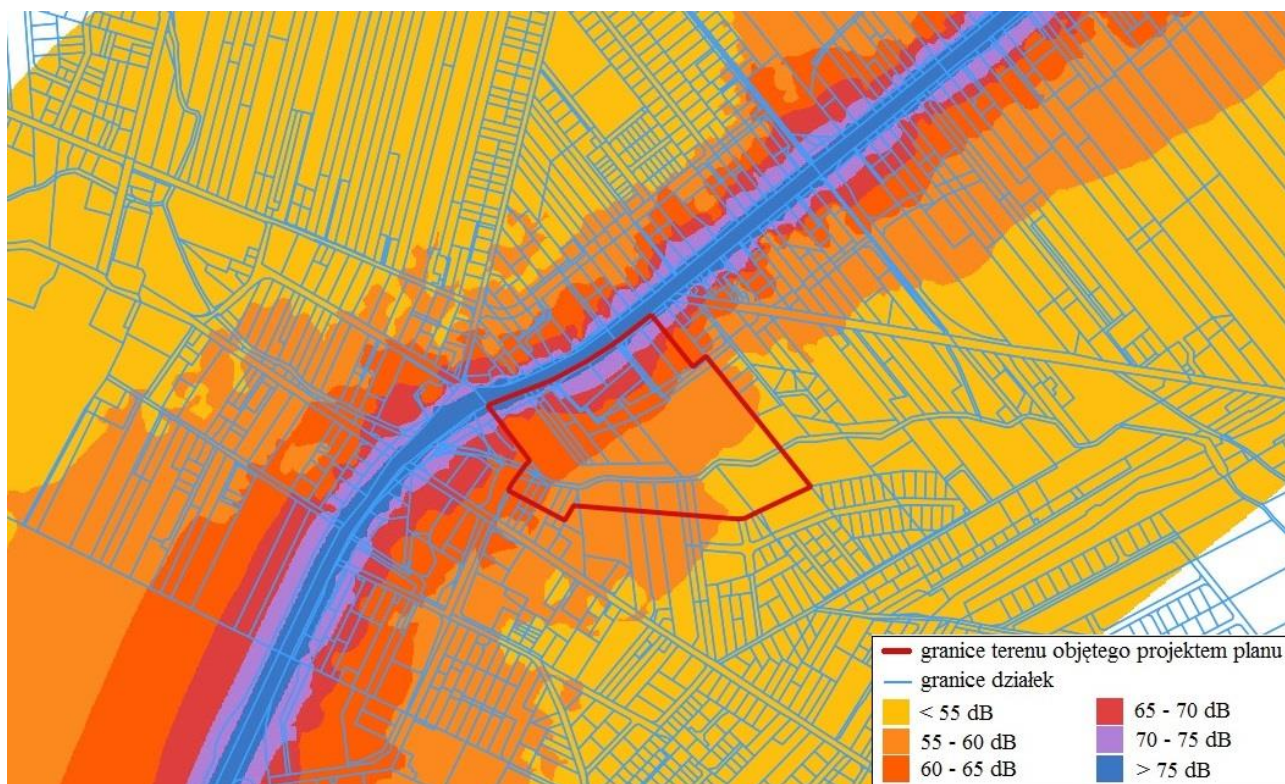 granice terenu objętego projektem planu
granice działek
< 55 dB
65 - 70 dB
55 - 60 dB
70 - 75 dB
60 - 65 dB
> 75 dB